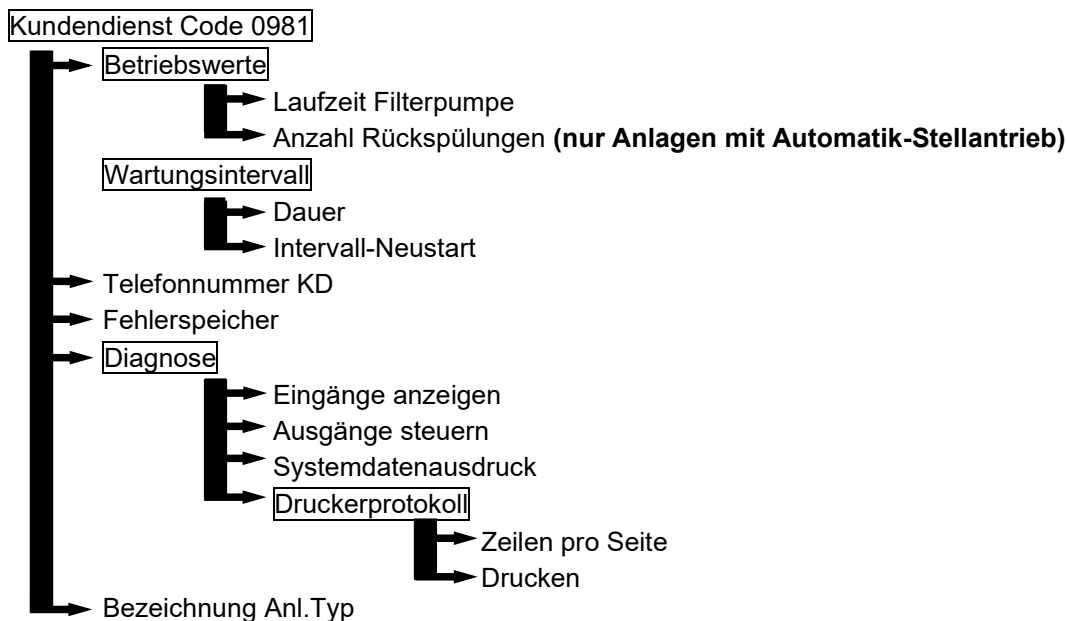 Kundendienst Code 0981
Betriebswerte
Laufzeit Filterpumpe
Anzahl Rückspülungen (nur Anlagen mit Automatik-Stellantrieb)
Wartungsintervall
Dauer
Intervall-Neustart
Telefonnummer KD
Fehlerspeicher
Diagnose
Eingänge anzeigen
Ausgänge steuern
Systemdatenausdruck
Druckerprotokoll
Zeilen pro Seite
Drucken
Bezeichnung Anl.Typ